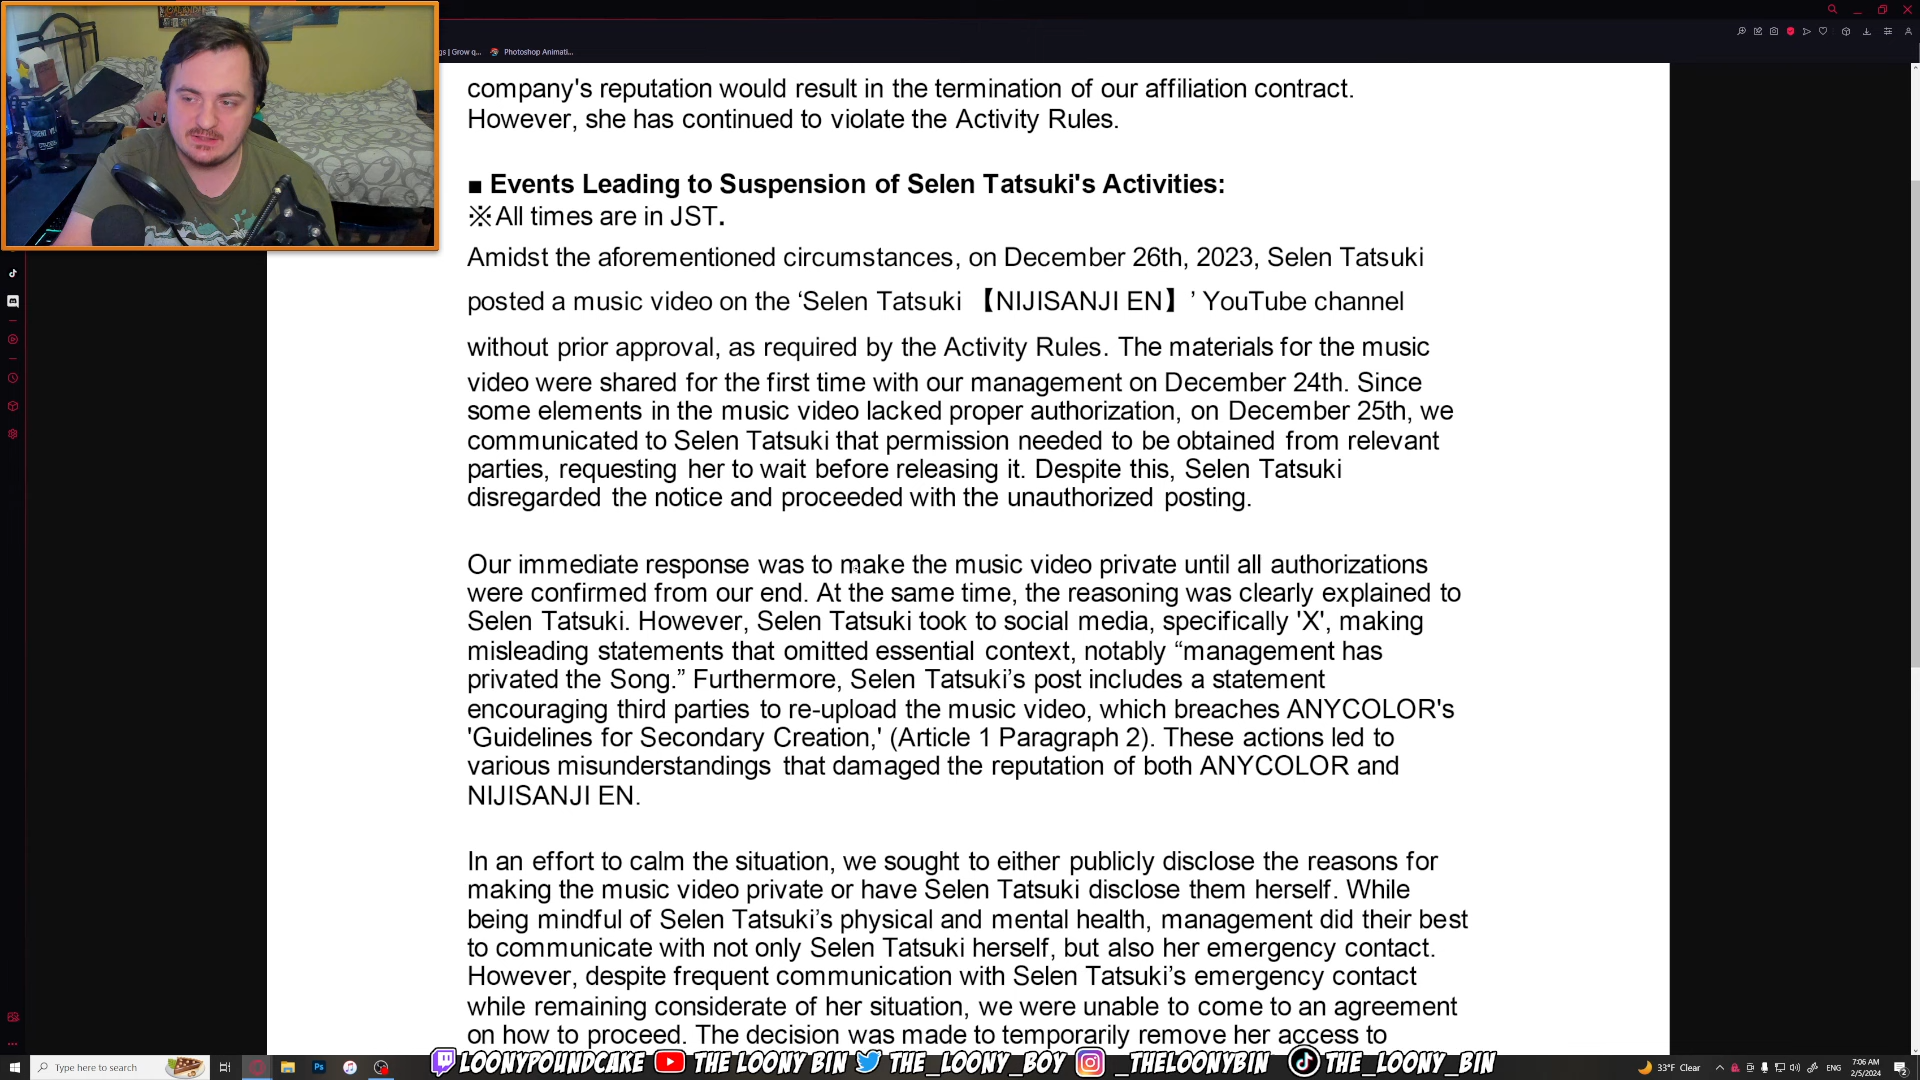 gs | Grow q...
Photoshop Animati...
company's reputation would result in the termination of our affiliation contract.
However, she has continued to violate the Activity Rules.
■ Events Leading to Suspension of Selen Tatsuki's Activities:
※All times are in JST.
Amidst the aforementioned circumstances, on December 26th, 2023, Selen Tatsuki
posted a music video on the ‘Selen Tatsuki 【NIJISANJI EN】’ YouTube channel
without prior approval, as required by the Activity Rules. The materials for the music
video were shared for the first time with our management on December 24th. Since
some elements in the music video lacked proper authorization, on December 25th, we
communicated to Selen Tatsuki that permission needed to be obtained from relevant
parties, requesting her to wait before releasing it. Despite this, Selen Tatsuki
disregarded the notice and proceeded with the unauthorized posting.
Our immediate response was to make the music video private until all authorizations
were confirmed from our end. At the same time, the reasoning was clearly explained to
Selen Tatsuki. However, Selen Tatsuki took to social media, specifically 'X', making
misleading statements that omitted essential context, notably “management has
privated the Song.” Furthermore, Selen Tatsuki’s post includes a statement
encouraging third parties to re-upload the music video, which breaches ANYCOLOR's
'Guidelines for Secondary Creation,' (Article 1 Paragraph 2). These actions led to
various misunderstandings that damaged the reputation of both ANYCOLOR and
NIJISANJI EN.
In an effort to calm the situation, we sought to either publicly disclose the reasons for
making the music video private or have Selen Tatsuki disclose them herself. While
being mindful of Selen Tatsuki’s physical and mental health, management did their best
to communicate with not only Selen Tatsuki herself, but also her emergency contact.
However, despite frequent communication with Selen Tatsuki’s emergency contact
while remaining considerate of her situation, we were unable to come to an agreement
on how to proceed. The decision was made to temporarily remove her access to
Type here to search
LOONYPOUNDCAKE THE LOONY BIN THE_LOONY_BOY _THELOONYBIN THE_LOONY_BIN
33°F Clear
ENG
7:06 AM
2/5/2024